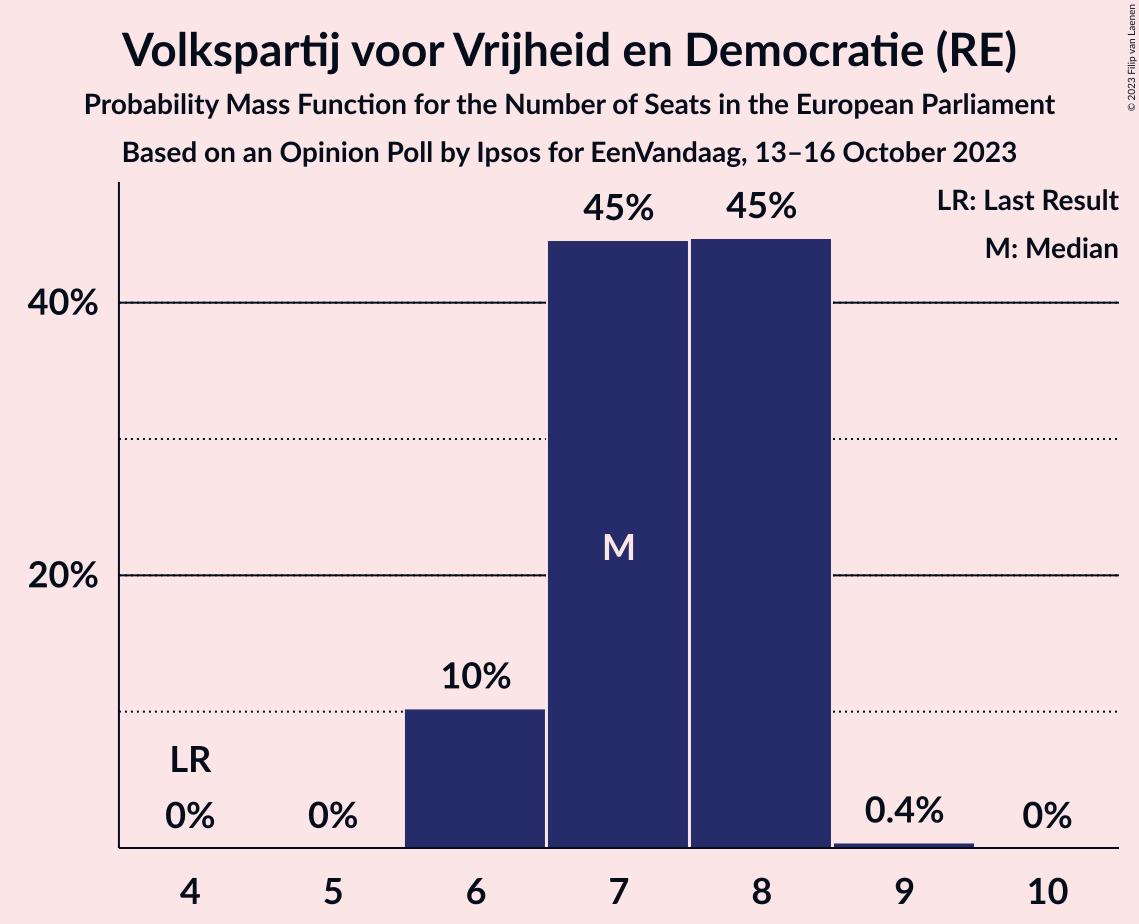 Volkspartij voor Vrijheid en Democratie (RE)
Probability Mass Function for the Number of Seats in the European Parliament
Based on an Opinion Poll by Ipsos for EenVandaag, 13–16 October 2023
© 2023 Filip van Laenen
LR: Last Result
M: Median
45%
45%
40%
M
20%
10%
LR
0%
0%
0.4%
0%
4
5
6
7
8
9
10